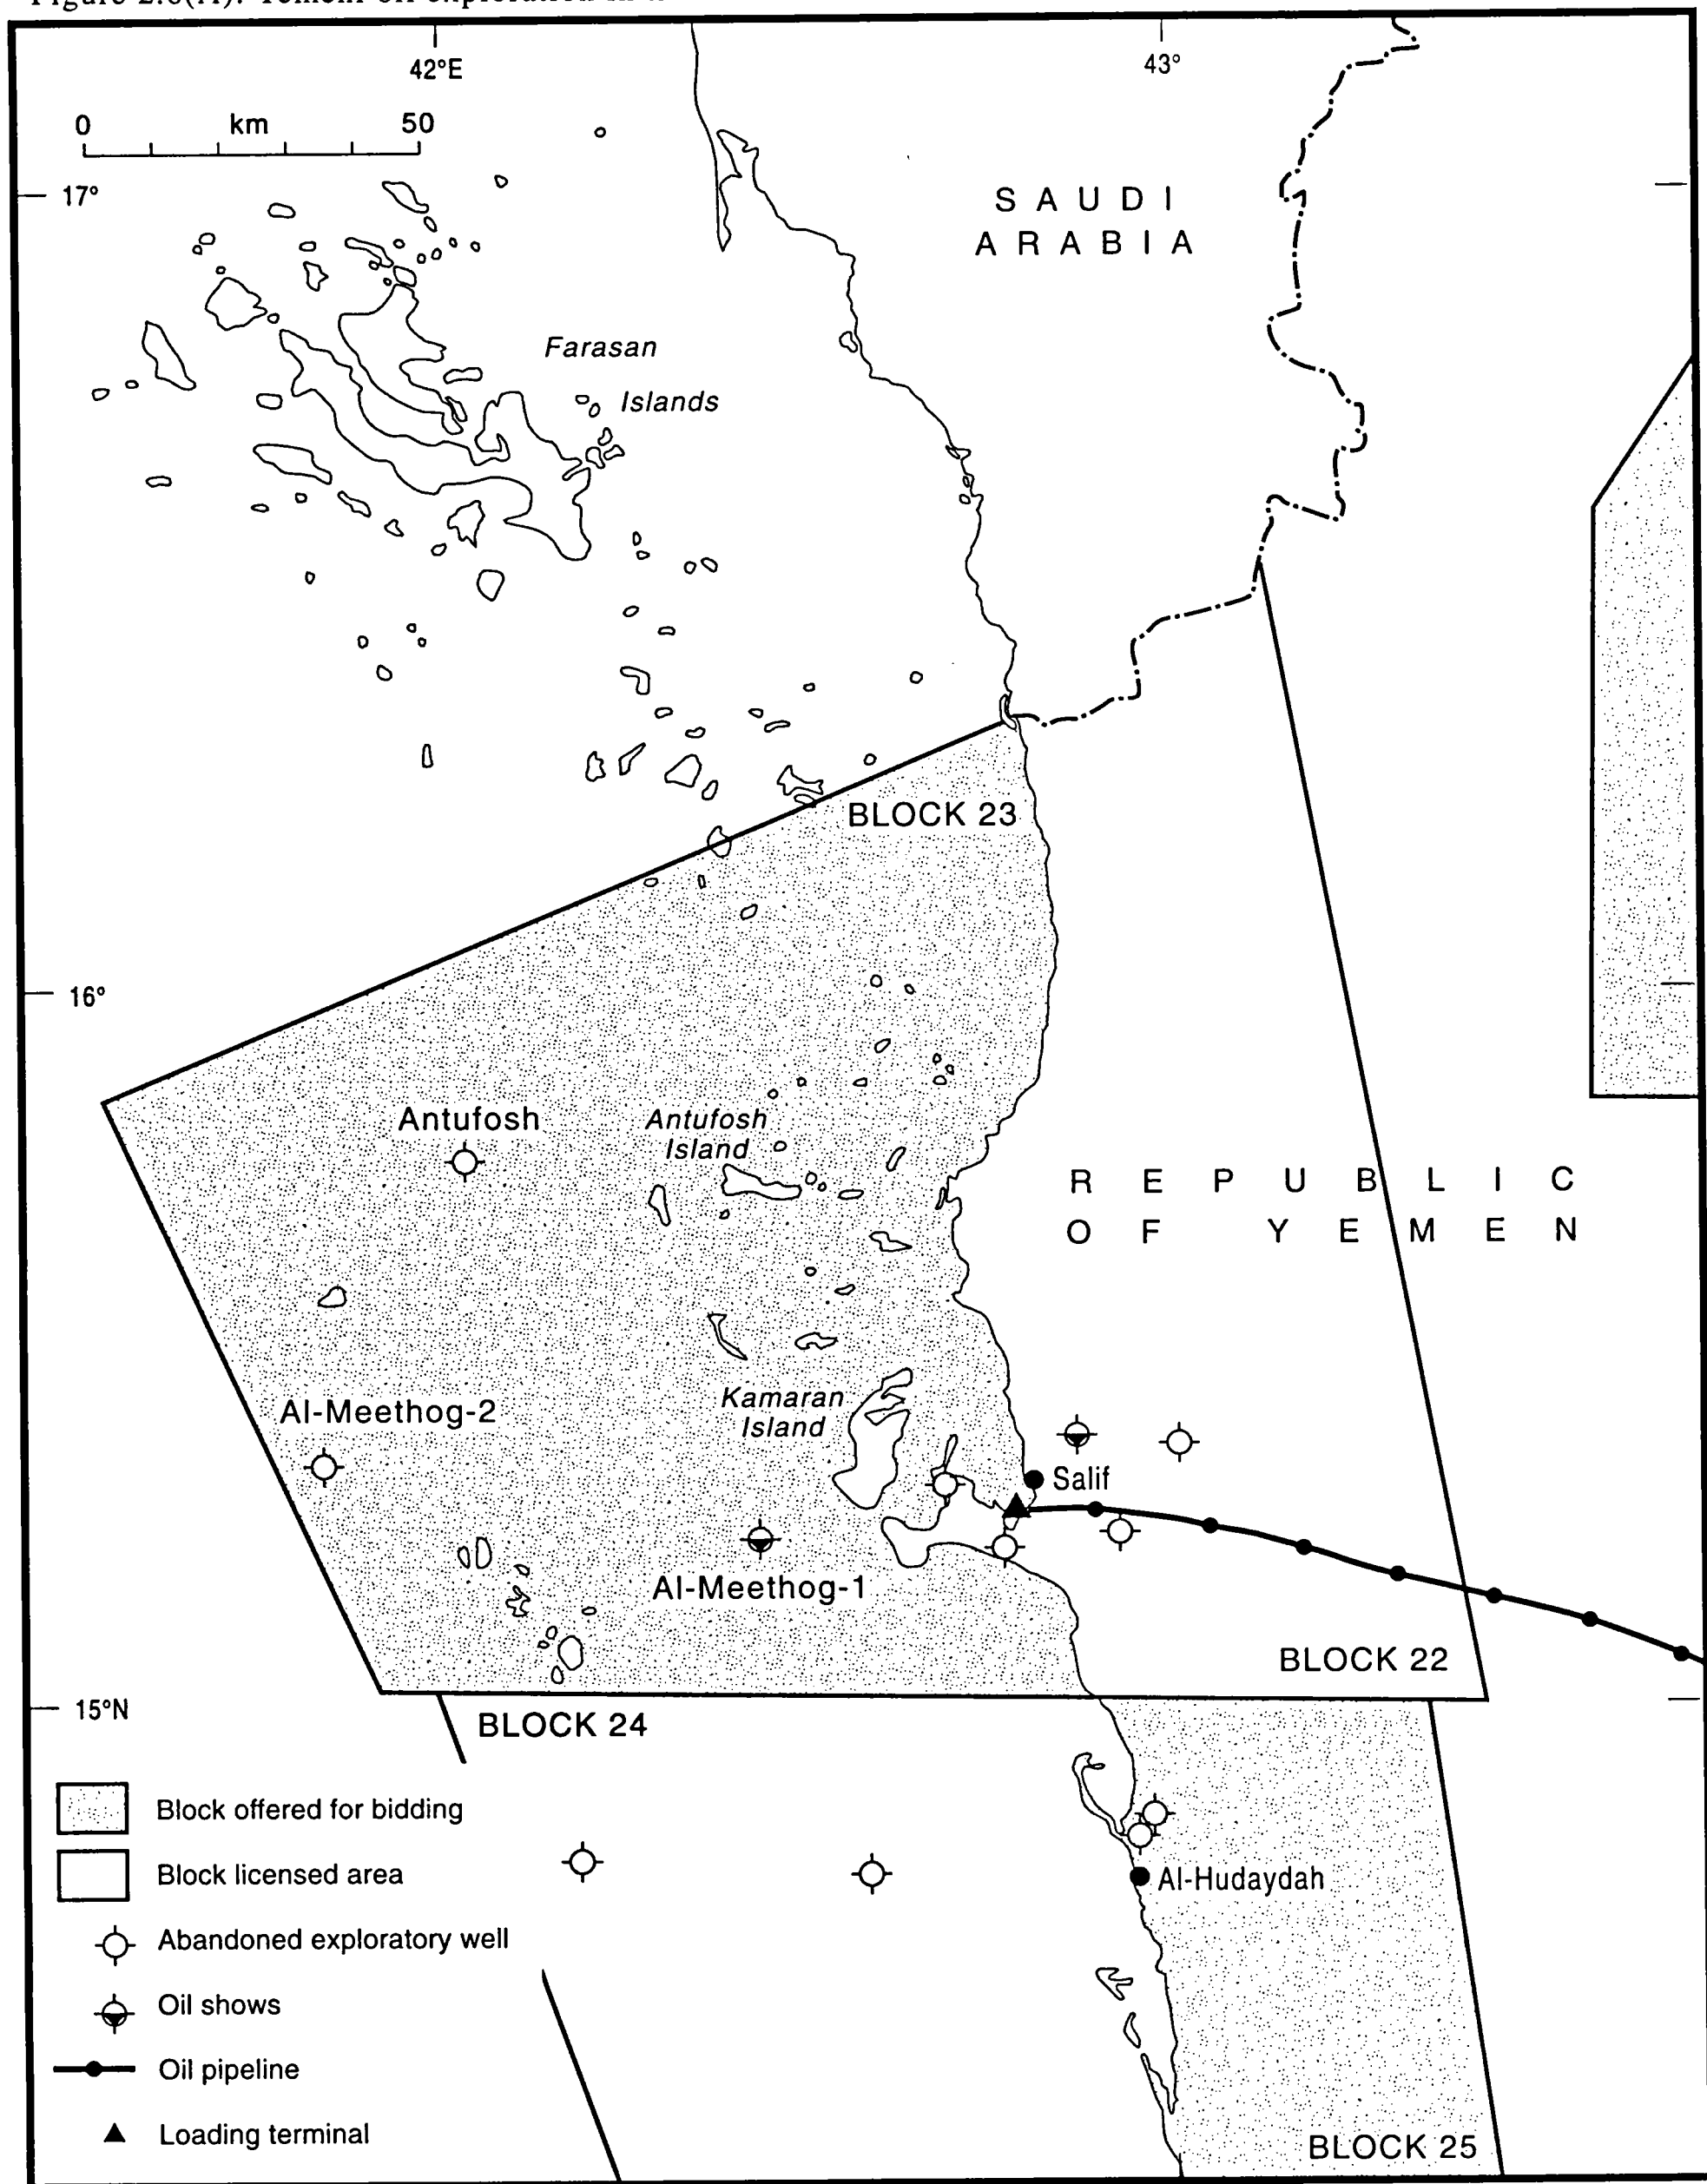 42°E
43°
0 km 50
17°
SAUDI
ARABIA
Farasan
Islands
BLOCK 23
16°
Antufosh
Antufosh
Island
REPUBLIC
OF YEMEN
Kamaran
Island
Al-Meethog-2
Salif
Al-Meethog-1
BLOCK 22
15°N
BLOCK 24
Block offered for bidding
Block licensed area
Al-Hudaydah
Abandoned exploratory well
Oil shows
Oil pipeline
Loading terminal
BLOCK 25